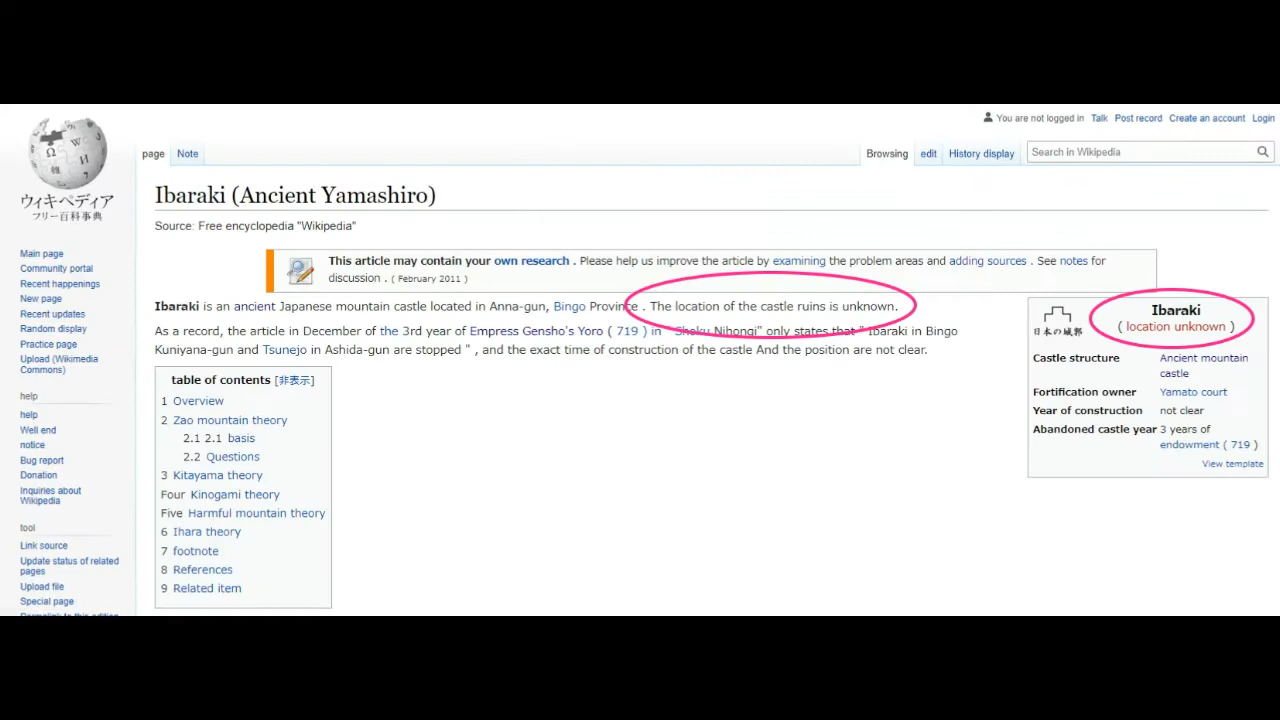 You are not logged in Talk Post record Create an account Login
page Note Browsing edit History display Search in Wikipedia
ウィキペディア
フリー百科事典
Main page
Community portal
Recent happenings
New page
Recent updates
Random display
Practice page
Upload (Wikimedia
Commons)
help
help
Well end
notice
Bug report
Donation
Inquiries about
Wikipedia
tool
Link source
Update status of related
pages
Upload file
Special page
Ibaraki (Ancient Yamashiro)
Source: Free encyclopedia "Wikipedia"
This article may contain your own research . Please help us improve the article by examining the problem areas and adding sources . See notes for
discussion . ( February 2011 )
Ibaraki is an ancient Japanese mountain castle located in Anna-gun, Bingo Province . The location of the castle ruins is unknown.
As a record, the article in December of the 3rd year of Empress Gensho's Yoro ( 719 ) in " Shoku Nihongi" only states that " Ibaraki in Bingo
Kuniyana-gun and Tsunejo in Ashida-gun are stopped " , and the exact time of construction of the castle And the position are not clear.
table of contents [非表示]
1 Overview
2 Zao mountain theory
2.1 2.1 basis
2.2 Questions
3 Kitayama theory
Four Kinogami theory
Five Harmful mountain theory
6 Ihara theory
7 footnote
8 References
9 Related item
日本の城郭
Ibaraki
( location unknown )
Castle structure Ancient mountain
castle
Fortification owner Yamato court
Year of construction not clear
Abandoned castle year 3 years of
endowment ( 719 )
View template